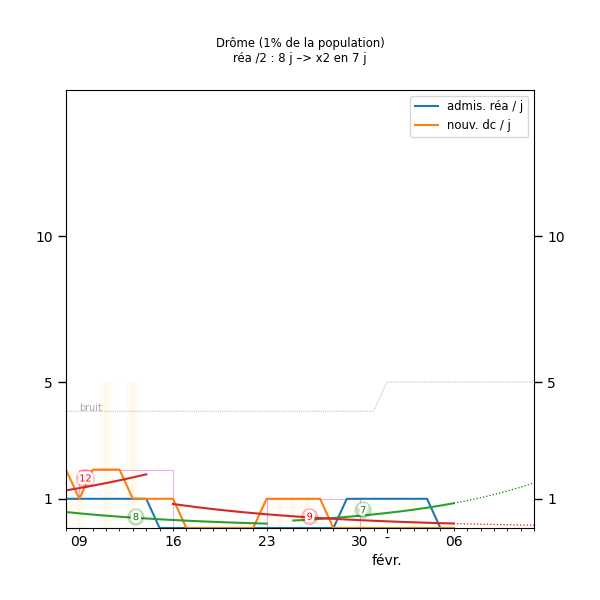 Drôme (1% de la population)
réa /2 : 8 j –> x2 en 7 j
admis. réa / j
nouv. dc / j
10
10
5
5
bruit
12
1
1
8
9
7
09
16
23
30
-
06
févr.